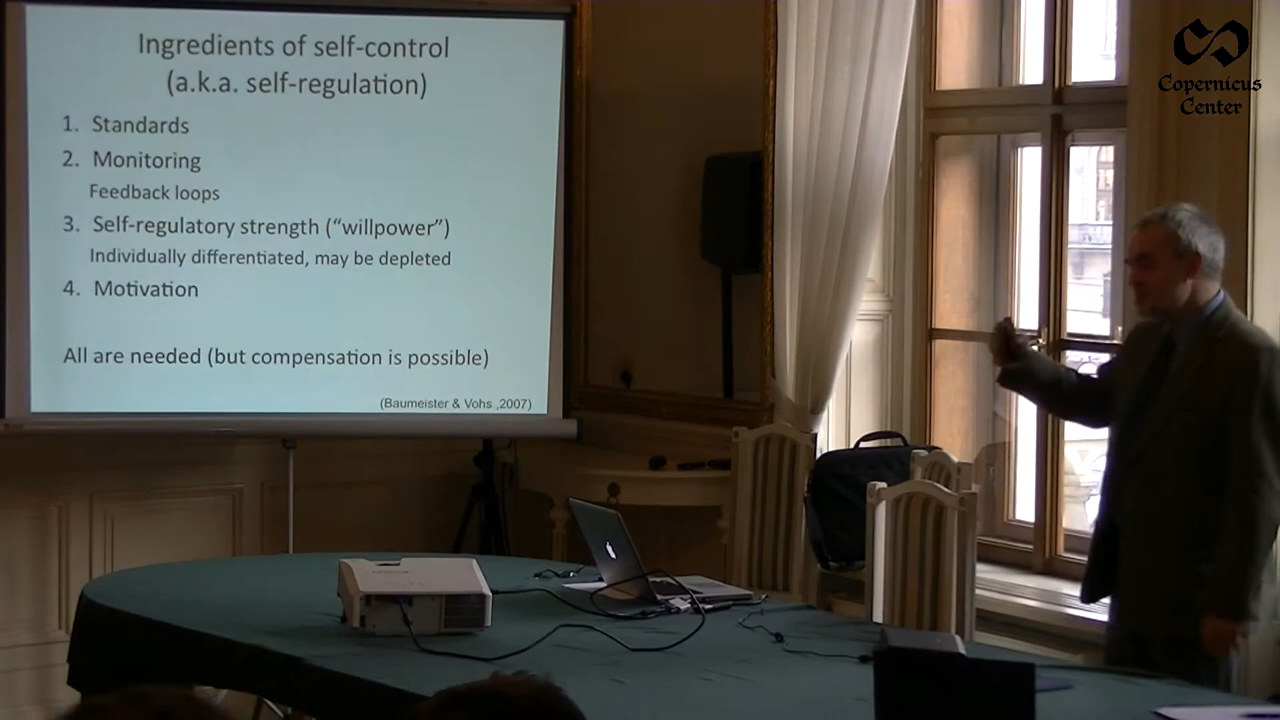 Ingredients of self-control
(a.k.a. self-regulation)
1. Standards
2. Monitoring
Feedback loops
3. Self-regulatory strength (“willpower”)
Individually differentiated, may be depleted
4. Motivation
All are needed (but compensation is possible)
(Baumeister & Vohs ,2007)
Copernicus
Center